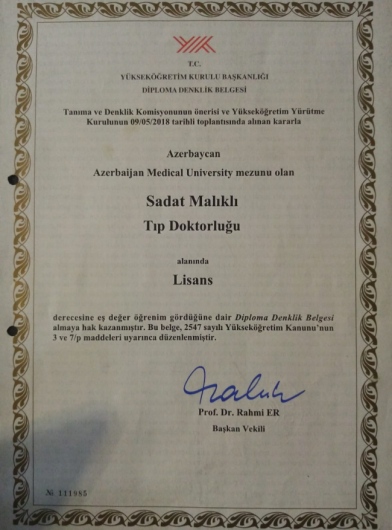 YÖK
T.C.
YÜKSEKÖĞRETİM KURULU BAŞKANLIĞI
DİPLOMA DENKLİK BELGESİ
Tanıma ve Denklik Komisyonunun önerisi ve Yükseköğretim Yürütme
Kurulunun 09/05/2018 tarihli toplantısında alınan kararla
Azerbaycan
Azerbaijan Medical University mezunu olan
Sadat Malıklı
Tıp Doktorluğu
alanında
Lisans
derecesine eş değer öğrenim gördüğüne dair Diploma Denklik Belgesi
almaya hak kazanmıştır. Bu belge, 2547 sayılı Yükseköğretim Kanunu'nun
3 ve 7/p maddeleri uyarınca düzenlenmiştir.
Prof. Dr. Rahmi ER
Başkan Vekili
№ 111985